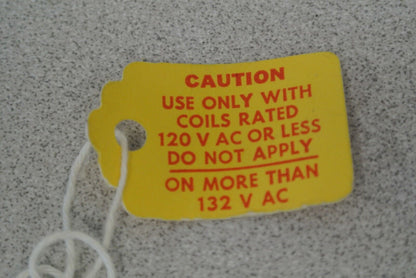 CAUTION
USE ONLY WITH
COILS RATED
120 V AC OR LESS
DO NOT APPLY
ON MORE THAN
132 V AC